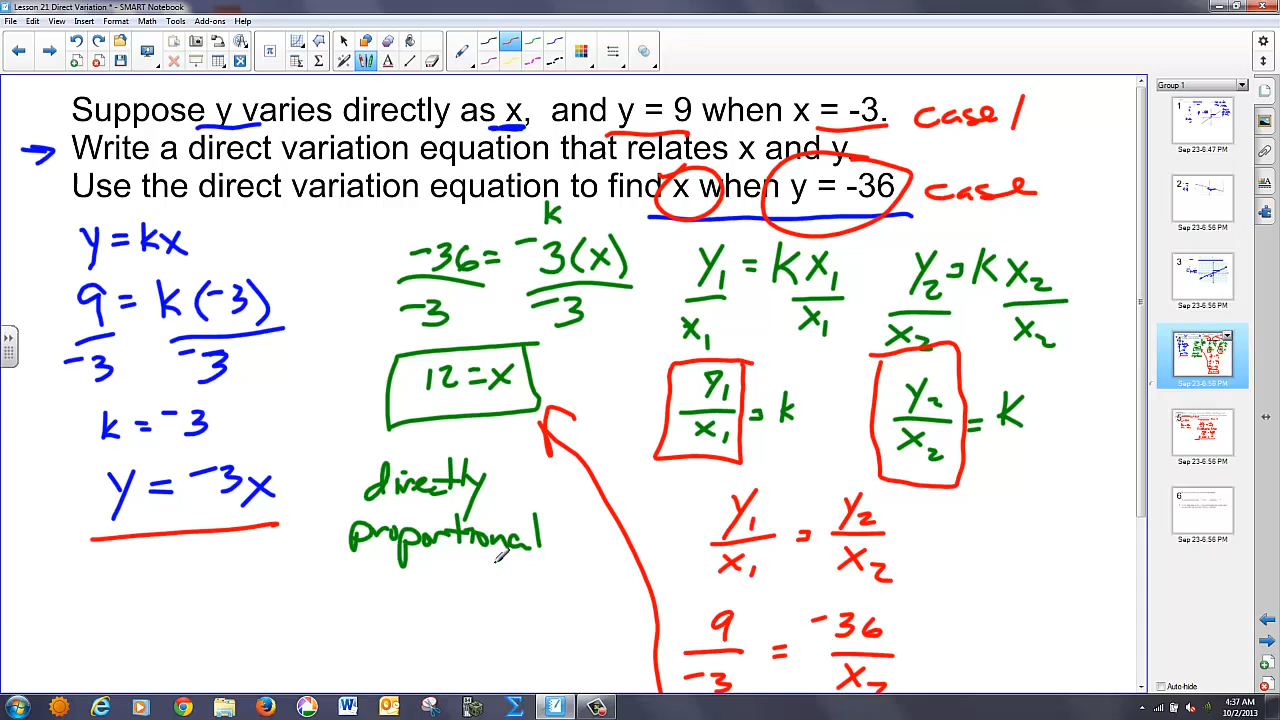 Lesson 21 Direct Variation * - SMART Notebook
File Edit View Insert Format Math Tools Add-ons Help
Suppose y varies directly as x, and y = 9 when x = -3. case 1
Write a direct variation equation that relates x and y.
Use the direct variation equation to find x when y = -36 case
y = kx
9 = k(-3)
-3 -3
k = -3
y = -3x
k
-36 = -3(x)
-3 -3
12 = x
directly
proportional
y1 = kx1
x1 x1
y1
x1 = k
y2 = kx2
x2 x2
y2
x2 = k
y1 = y2
x1 x2
9 = -36
-3 x2
Group 1
1
Sep 23-6:47 PM
2
Sep 23-6:56 PM
3
Sep 23-6:56 PM
Sep 23-6:56 PM
5
Sep 23-6:56 PM
6
Sep 23-6:56 PM
Auto-hide
4:37 AM
10/2/2013